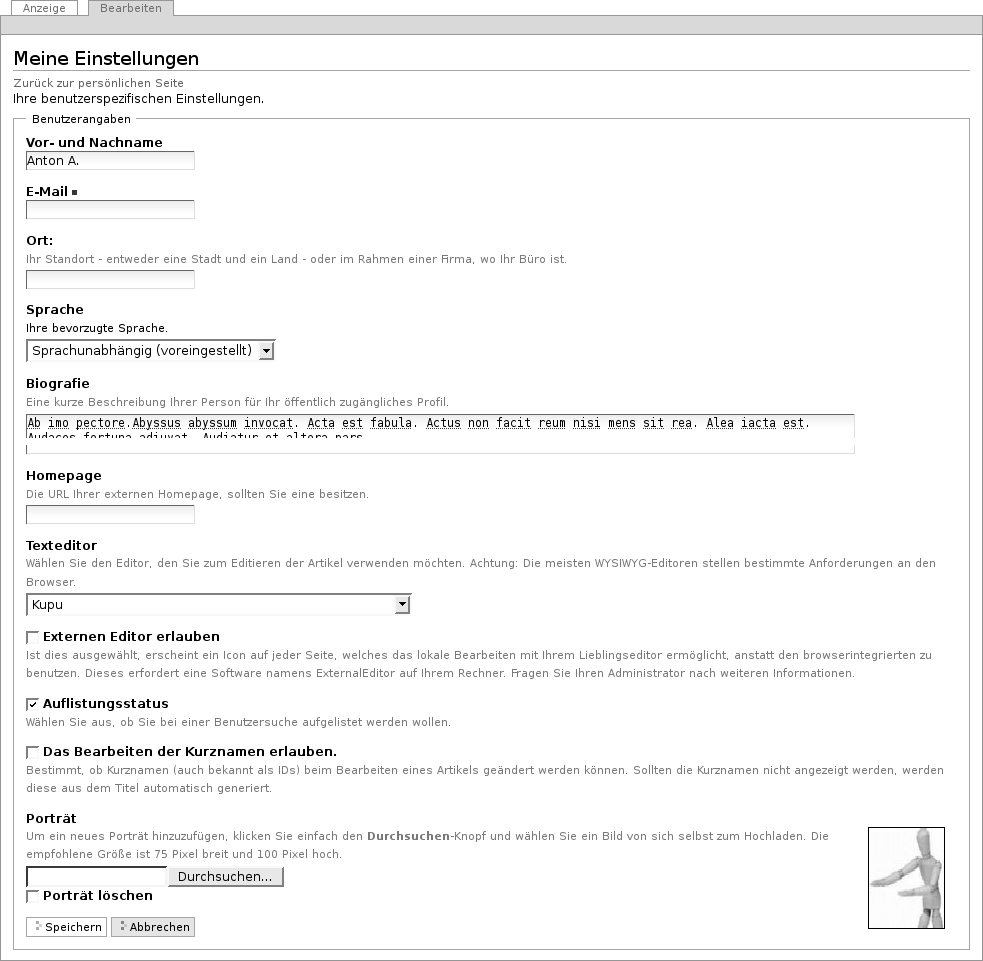 Anzeige Bearbeiten
Meine Einstellungen
Zurück zur persönlichen Seite
Ihre benutzerspezifischen Einstellungen.
Benutzerangaben
Vor- und Nachname
Anton A.
E-Mail
Ort:
Ihr Standort - entweder eine Stadt und ein Land - oder im Rahmen einer Firma, wo Ihr Büro ist.
Sprache
Ihre bevorzugte Sprache.
Sprachunabhängig (voreingestellt)
Biografie
Eine kurze Beschreibung Ihrer Person für Ihr öffentlich zugängliches Profil.
Ab imo pectore.Abyssus abyssum invocat. Acta est fabula. Actus non facit reum nisi mens sit rea. Alea iacta est.
Audaces fortuna adiuvat. Audiatur et altera pars.
Homepage
Die URL Ihrer externen Homepage, sollten Sie eine besitzen.
Texteditor
Wählen Sie den Editor, den Sie zum Editieren der Artikel verwenden möchten. Achtung: Die meisten WYSIWYG-Editoren stellen bestimmte Anforderungen an den
Browser.
Kupu
Externen Editor erlauben
Ist dies ausgewählt, erscheint ein Icon auf jeder Seite, welches das lokale Bearbeiten mit Ihrem Lieblingseditor ermöglicht, anstatt den browserintegrierten zu
benutzen. Dieses erfordert eine Software namens ExternalEditor auf Ihrem Rechner. Fragen Sie Ihren Administrator nach weiteren Informationen.
Auflistungsstatus
Wählen Sie aus, ob Sie bei einer Benutzersuche aufgelistet werden wollen.
Das Bearbeiten der Kurznamen erlauben.
Bestimmt, ob Kurznamen (auch bekannt als IDs) beim Bearbeiten eines Artikels geändert werden können. Sollten die Kurznamen nicht angezeigt werden, werden
diese aus dem Titel automatisch generiert.
Porträt
Um ein neues Porträt hinzuzufügen, klicken Sie einfach den Durchsuchen-Knopf und wählen Sie ein Bild von sich selbst zum Hochladen. Die
empfohlene Größe ist 75 Pixel breit und 100 Pixel hoch.
Durchsuchen...
Porträt löschen
Speichern Abbrechen